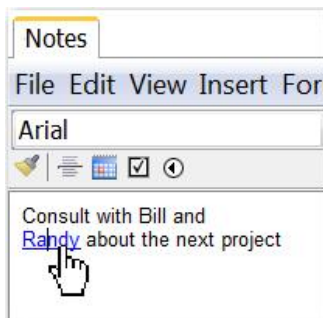 Notes
File Edit View Insert For
Arial
Consult with Bill and
Randy about the next project